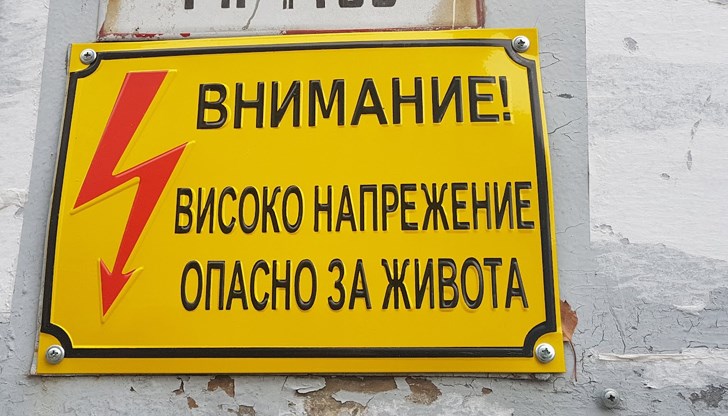 ВНИМАНИЕ!
ВИСОКО НАПРЕЖЕНИЕ
ОПАСНО ЗА ЖИВОТА